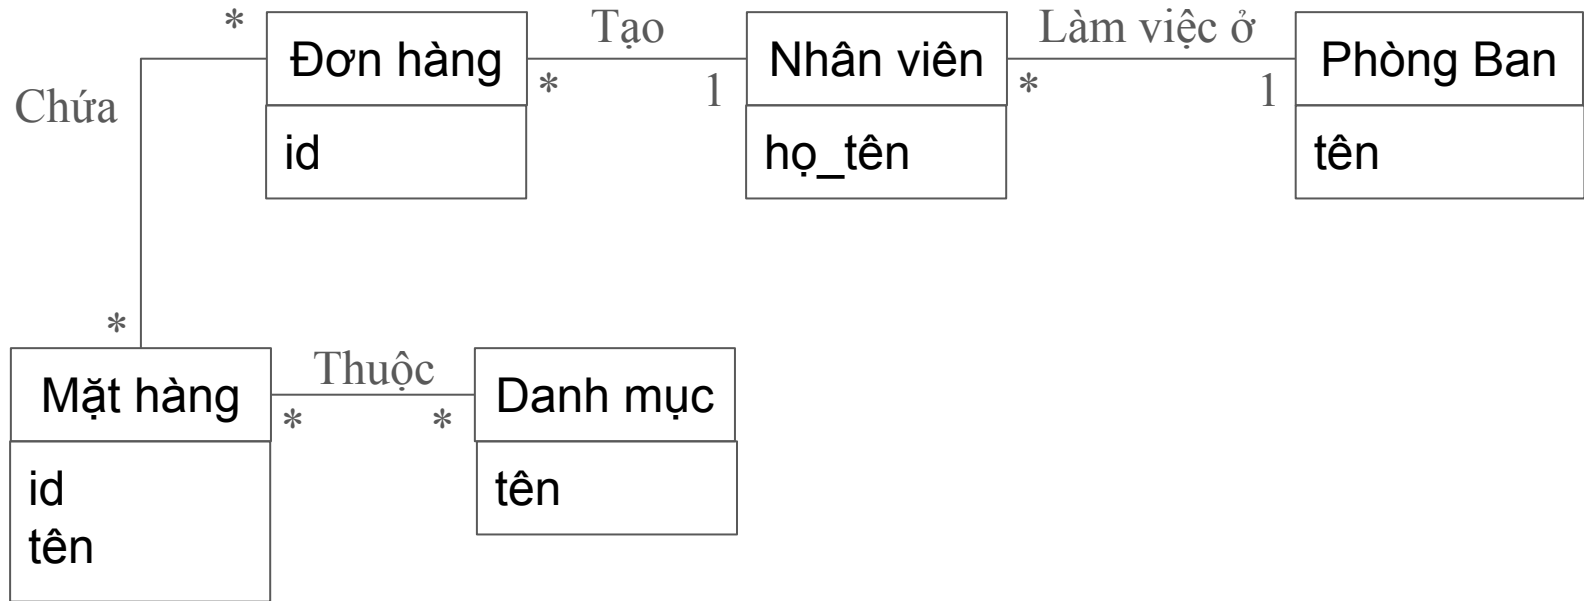 * Đơn hàng Tạo Nhân viên Làm việc ở Phòng Ban
* 1 * 1
Chứa
id họ_tên tên
*
Mặt hàng Thuộc Danh mục
* *
id tên
tên